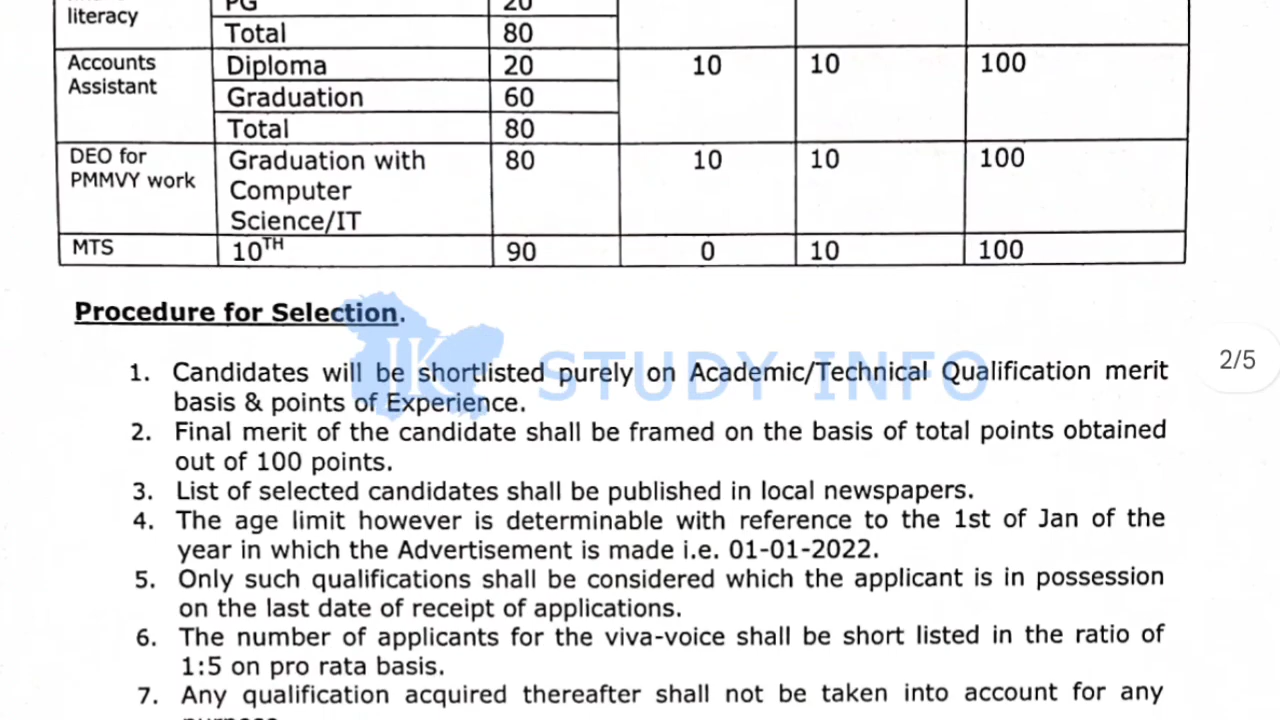 literacy
PG 20
Total 80
Accounts Assistant Diploma 20 10 10 100
Graduation 60
Total 80
DEO for PMMVY work Graduation with Computer Science/IT 80 10 10 100
MTS 10TH 90 0 10 100
Procedure for Selection.
JK STUDY INFO
2/5
1. Candidates will be shortlisted purely on Academic/Technical Qualification merit
basis & points of Experience.
2. Final merit of the candidate shall be framed on the basis of total points obtained
out of 100 points.
3. List of selected candidates shall be published in local newspapers.
4. The age limit however is determinable with reference to the 1st of Jan of the
year in which the Advertisement is made i.e. 01-01-2022.
5. Only such qualifications shall be considered which the applicant is in possession
on the last date of receipt of applications.
6. The number of applicants for the viva-voice shall be short listed in the ratio of
1:5 on pro rata basis.
7. Any qualification acquired thereafter shall not be taken into account for any